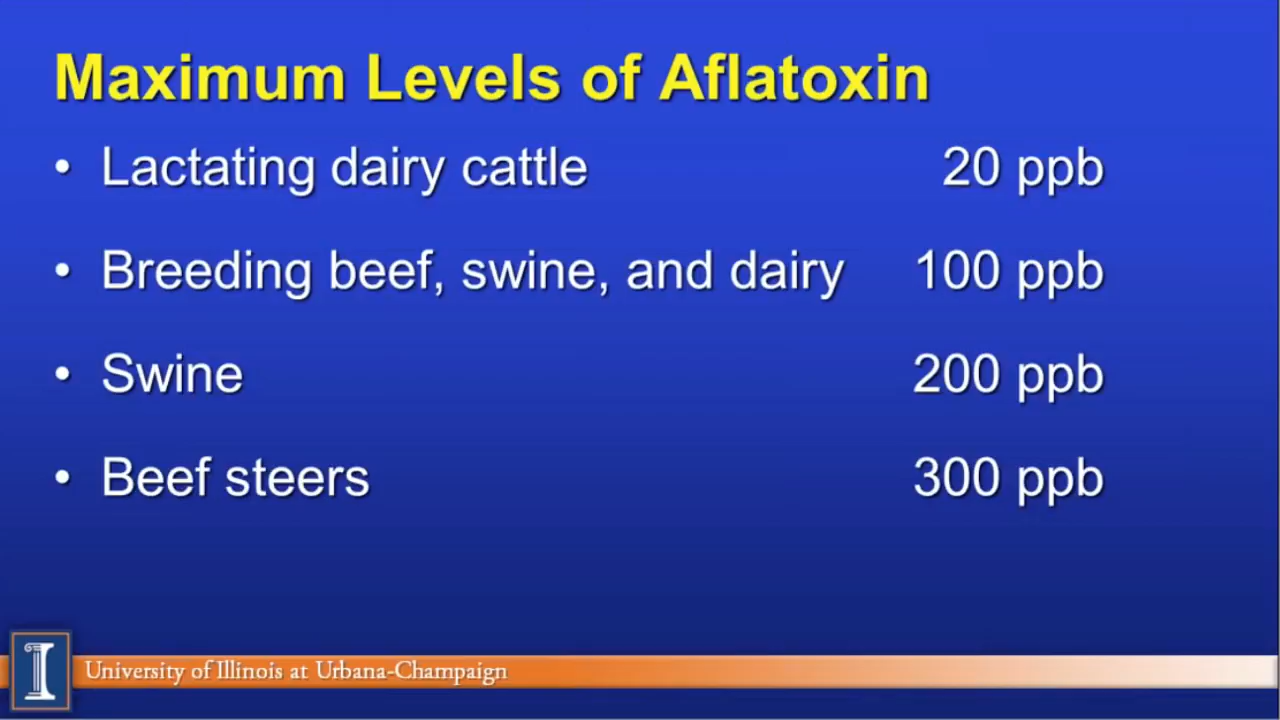 Maximum Levels of Aflatoxin
• Lactating dairy cattle 20 ppb
• Breeding beef, swine, and dairy 100 ppb
• Swine 200 ppb
• Beef steers 300 ppb
I University of Illinois at Urbana-Champaign